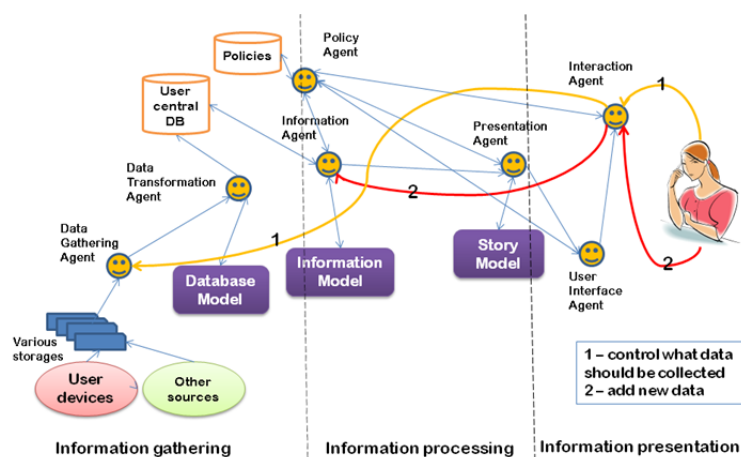 Policy
Agent
Policies
Interaction
Agent
1
User
central
DB
Information
Agent
Presentation
Agent
Data
Transformation
Agent
2
Data
Gathering
Agent
1
2
Database
Model
Information
Model
Story
Model
User
Interface
Agent
Various
storages
User
devices
Other
sources
1 – control what data
should be collected
2 – add new data
Information gathering
Information processing
Information presentation